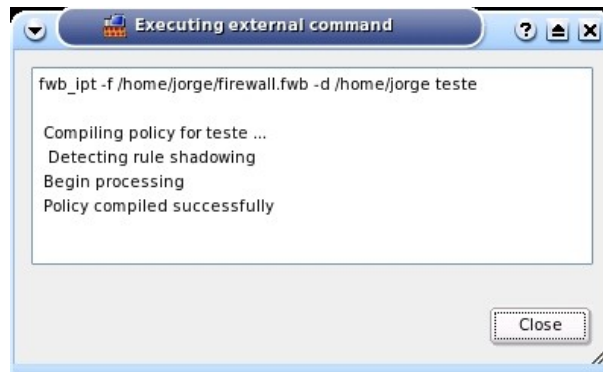 Executing external command
fwb_ipt -f /home/jorge/firewall.fwb -d /home/jorge teste
Compiling policy for teste ...
Detecting rule shadowing
Begin processing
Policy compiled successfully
Close